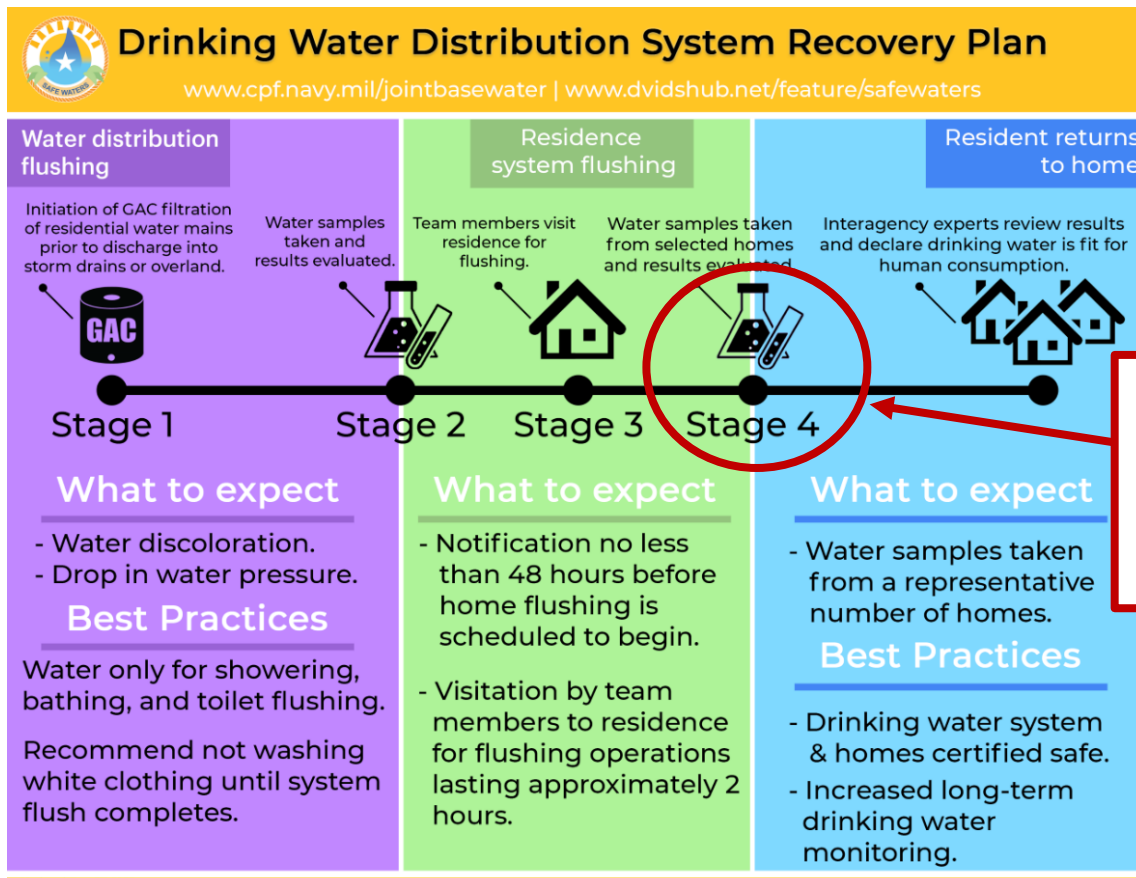 Drinking Water Distribution System Recovery Plan
www.cpf.navy.mil/jointbasewater | www.dvidshub.net/feature/safewaters
SAFE WATERS
Water distribution
flushing
Initiation of GAC filtration
of residential water mains
prior to discharge into
storm drains or overland.
GAC
Water samples
taken and
results evaluated.
Residence
system flushing
Team members visit
residence for
flushing.
Water samples taken
from selected homes
and results evaluated
Resident returns
to home
Interagency experts review results
and declare drinking water is fit for
human consumption.
Stage 1
Stage 2
Stage 3
Stage 4
What to expect
- Water discoloration.
- Drop in water pressure.
Best Practices
Water only for showering,
bathing, and toilet flushing.
Recommend not washing
white clothing until system
flush completes.
What to expect
- Notification no less
than 48 hours before
home flushing is
scheduled to begin.
- Visitation by team
members to residence
for flushing operations
lasting approximately 2
hours.
What to expect
- Water samples taken
from a representative
number of homes.
Best Practices
- Drinking water system
& homes certified safe.
- Increased long-term
drinking water
monitoring.